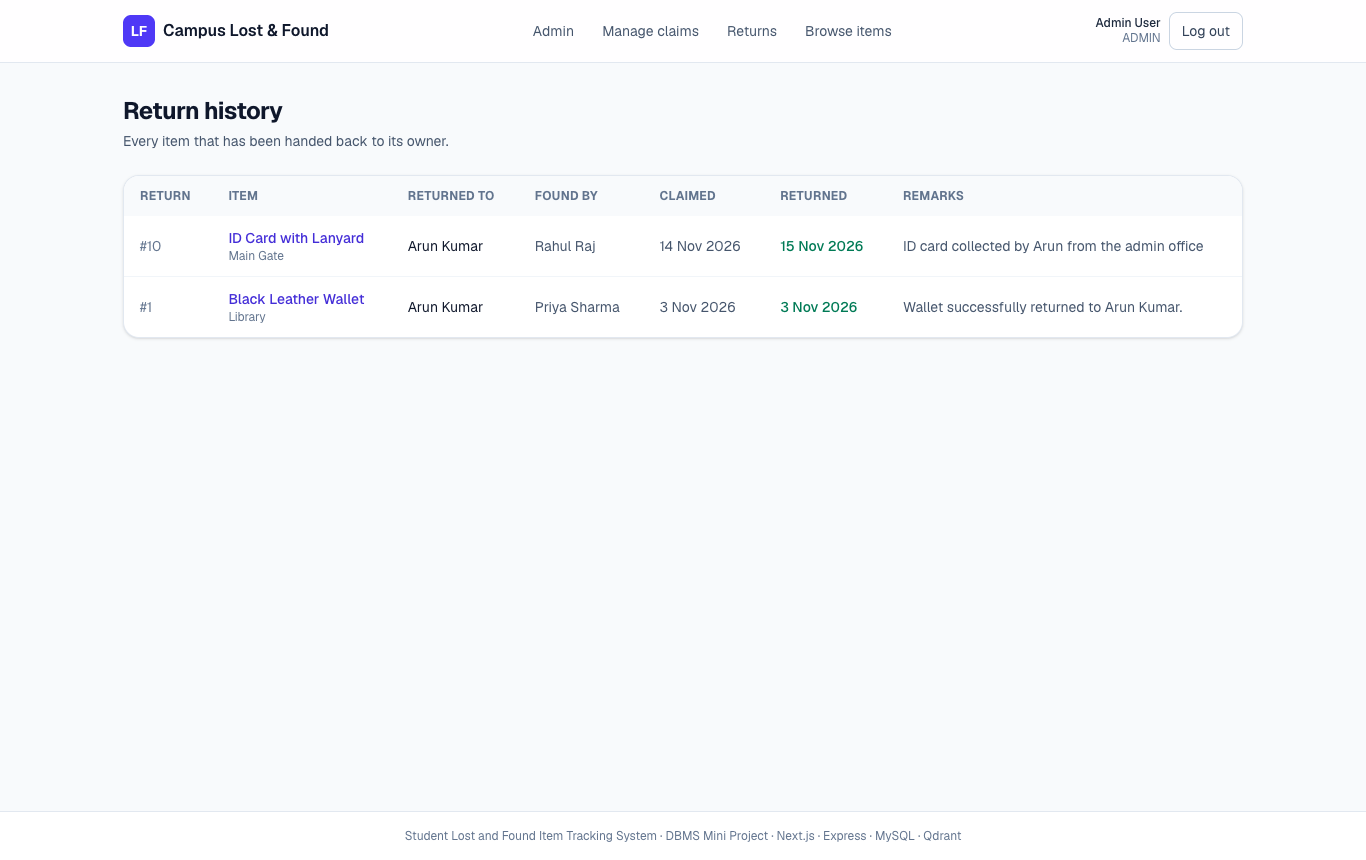 LF Campus Lost & Found Admin Manage claims Returns Browse items Admin User ADMIN Log out
Return history
Every item that has been handed back to its owner.
RETURN ITEM RETURNED TO FOUND BY CLAIMED RETURNED REMARKS
#10 ID Card with Lanyard Arun Kumar Rahul Raj 14 Nov 2026 15 Nov 2026 ID card collected by Arun from the admin office
Main Gate
#1 Black Leather Wallet Arun Kumar Priya Sharma 3 Nov 2026 3 Nov 2026 Wallet successfully returned to Arun Kumar.
Library
Student Lost and Found Item Tracking System · DBMS Mini Project · Next.js · Express · MySQL · Qdrant